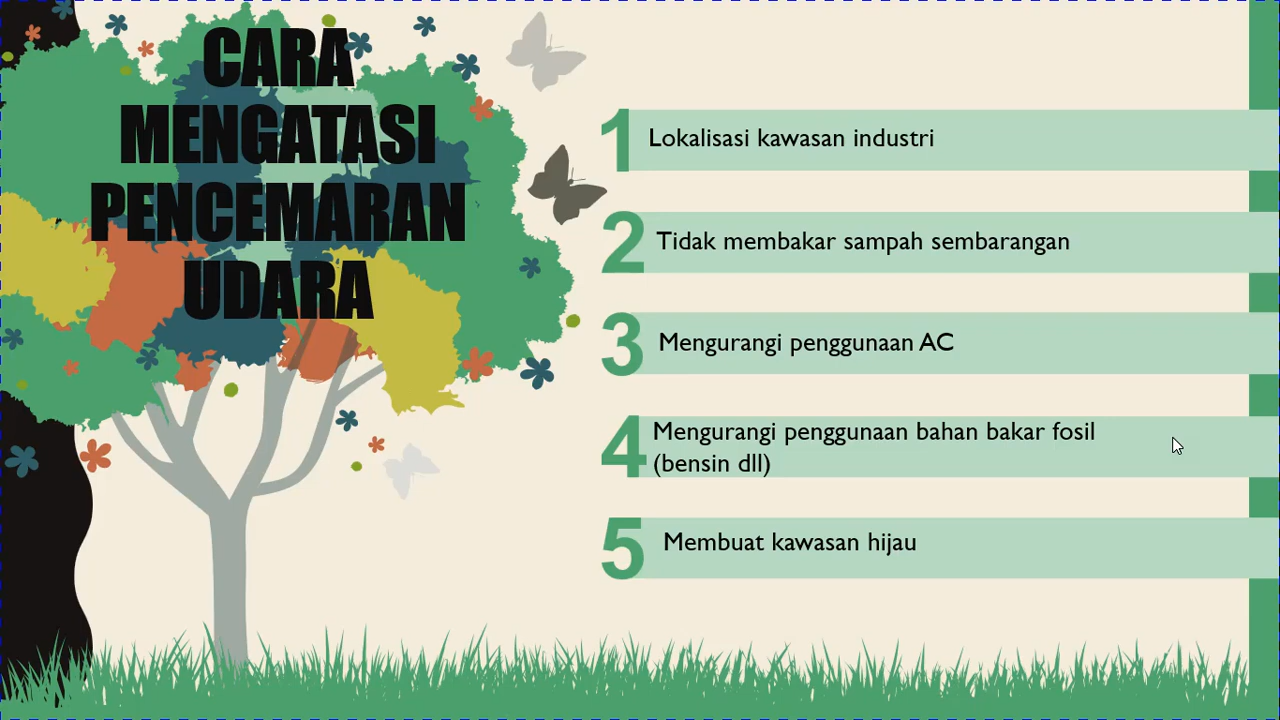 CARA
MENGATASI
PENCEMARAN
UDARA
1 Lokalisasi kawasan industri
2 Tidak membakar sampah sembarangan
3 Mengurangi penggunaan AC
4 Mengurangi penggunaan bahan bakar fosil
(bensin dll)
5 Membuat kawasan hijau